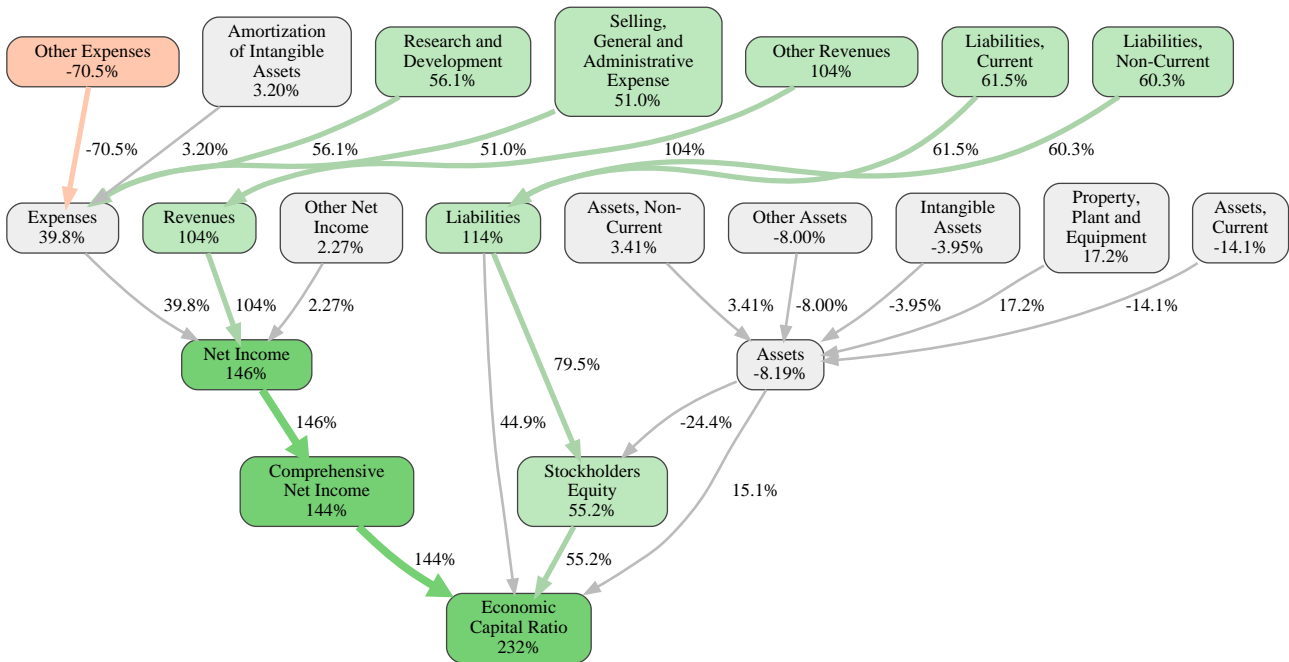 Other Expenses
-70.5%
Amortization
of Intangible
Assets
3.20%
Research and
Development
56.1%
Selling,
General and
Administrative
Expense
51.0%
Other Revenues
104%
Liabilities,
Current
61.5%
Liabilities,
Non-Current
60.3%
-70.5%
3.20%
56.1%
51.0%
104%
61.5%
60.3%
Expenses
39.8%
Revenues
104%
Other Net
Income
2.27%
Liabilities
114%
Assets, Non-
Current
3.41%
Other Assets
-8.00%
Intangible
Assets
-3.95%
Property,
Plant and
Equipment
17.2%
Assets,
Current
-14.1%
39.8%
104%
2.27%
3.41%
-8.00%
-3.95%
17.2%
-14.1%
Net Income
146%
79.5%
Assets
-8.19%
146%
44.9%
-24.4%
Comprehensive
Net Income
144%
Stockholders
Equity
55.2%
15.1%
144%
55.2%
Economic
Capital Ratio
232%